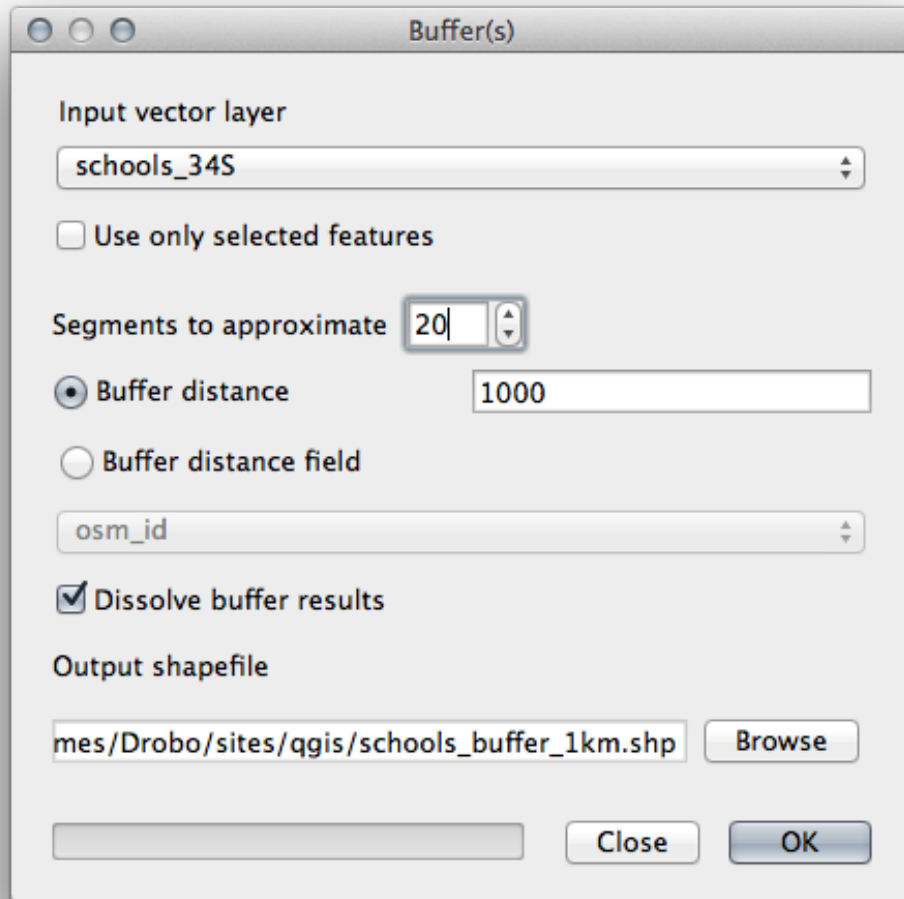 Buffer(s)
Input vector layer
schools_34S
Use only selected features
Segments to approximate 20
Buffer distance 1000
Buffer distance field
osm_id
Dissolve buffer results
Output shapefile
mes/Drobo/sites/qgis/schools_buffer_1km.shp Browse
Close OK